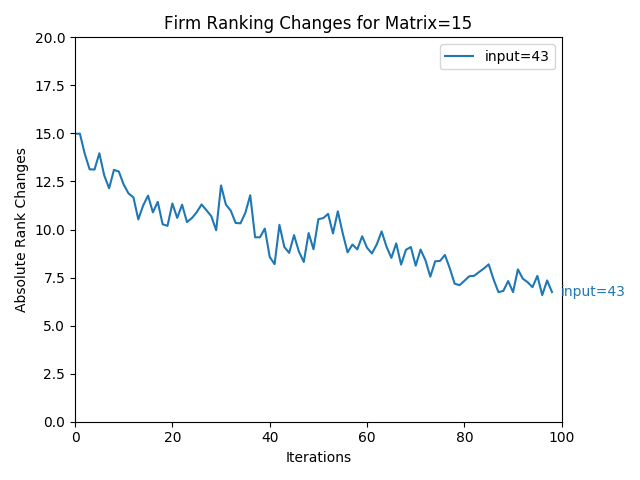 Firm Ranking Changes for Matrix=15
20.0
17.5
15.0
12.5
10.0
7.5
5.0
2.5
0.0
Absolute Rank Changes
input=43
input=43
0 20 40 60 80 100
Iterations